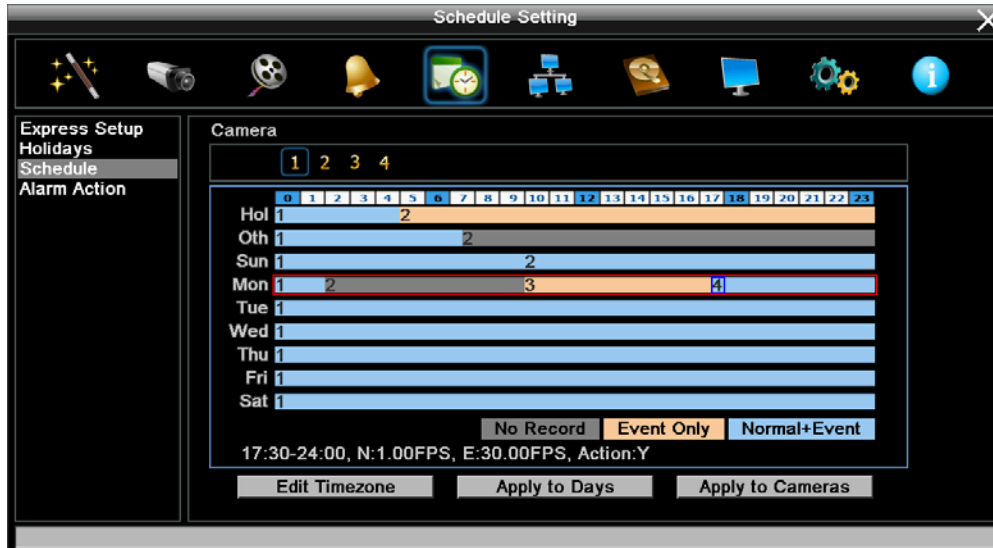 Schedule Setting
Express Setup
Holidays
Schedule
Alarm Action
Camera
1 2 3 4
0 1 2 3 4 5 6 7 8 9 10 11 12 13 14 15 16 17 18 19 20 21 22 23
Hol 1 2
Oth 1 2
Sun 1 2
Mon 1 2 3 4
Tue 1
Wed 1
Thu 1
Fri 1
Sat 1
No Record Event Only Normal+Event
17:30-24:00, N:1.00FPS, E:30.00FPS, Action:Y
Edit Timezone Apply to Days Apply to Cameras